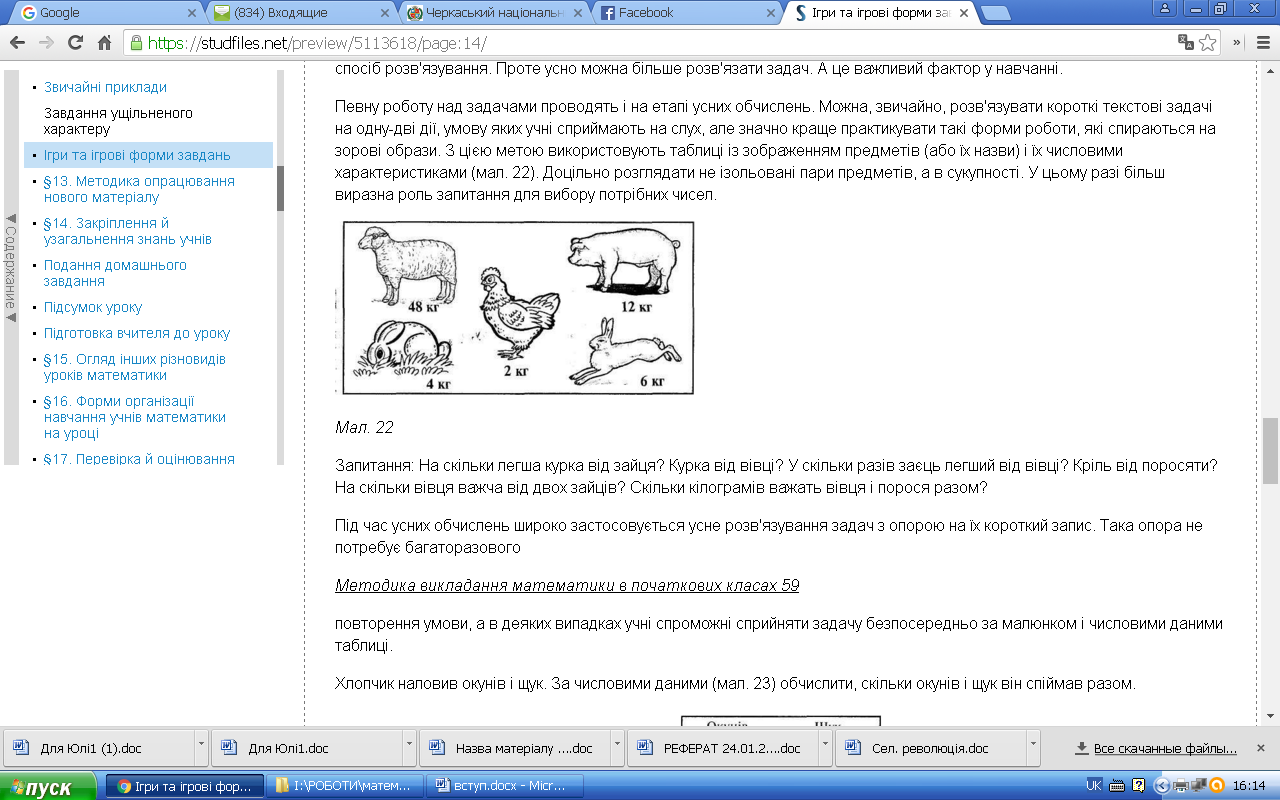 Google
(834) Входящие
Черкаський національн
Facebook
Ігри та ігрові форми за
https://studfiles.net/preview/5113618/page:14/
Содержание
Звичайні приклади
Завдання ущільненого
характеру
Ігри та ігрові форми завдань
§13. Методика опрацювання
нового матеріалу
§14. Закріплення й
узагальнення знань учнів
Подання домашнього
завдання
Підсумок уроку
Підготовка вчителя до уроку
§15. Огляд інших різновидів
уроків математики
§16. Форми організації
навчання учнів математики
на уроці
§17. Перевірка й оцінювання
спосіб розв'язування. Проте усно можна більше розв'язати задач. А це важливий фактор у навчанні.
Певну роботу над задачами проводять і на етапі усних обчислень. Можна, звичайно, розв'язувати короткі текстові задачі
на одну-дві дії, умову яких учні сприймають на слух, але значно краще практикувати такі форми роботи, які спираються на
зорові образи. З цією метою використовують таблиці із зображенням предметів (або їх назви) і їх числовими
характеристиками (мал. 22). Доцільно розглядати не ізольовані пари предметів, а в сукупності. У цьому разі більш
виразна роль запитання для вибору потрібних чисел.
48 кг
12 кг
2 кг
4 кг
6 кг
Мал. 22
Запитання: На скільки легша курка від зайця? Курка від вівці? У скільки разів заєць легший від вівці? Кріль від поросяти?
На скільки вівця важча від двох зайців? Скільки кілограмів важать вівця і порося разом?
Під час усних обчислень широко застосовується усне розв'язування задач з опорою на їх короткий запис. Така опора не
потребує багаторазового
Методика викладання математики в початкових класах 59
повторення умови, а в деяких випадках учні спроможні сприйняти задачу безпосередньо за малюнком і числовими даними
таблиці.
Хлопчик наловив окунів і щук. За числовими даними (мал. 23) обчислити, скільки окунів і щук він спіймав разом.
Окунів Щук
Для Юлі1 (1).doc
Для Юлі1.doc
Назва матеріалу ....doc
РЕФЕРАТ 24.01.2....doc
Сел. революція.doc
Все скачанные файлы...
пуск
Ігри та ігрові фор...
I:\РОБОТИ\матем...
вступ.docx - Micr...
UK
16:14